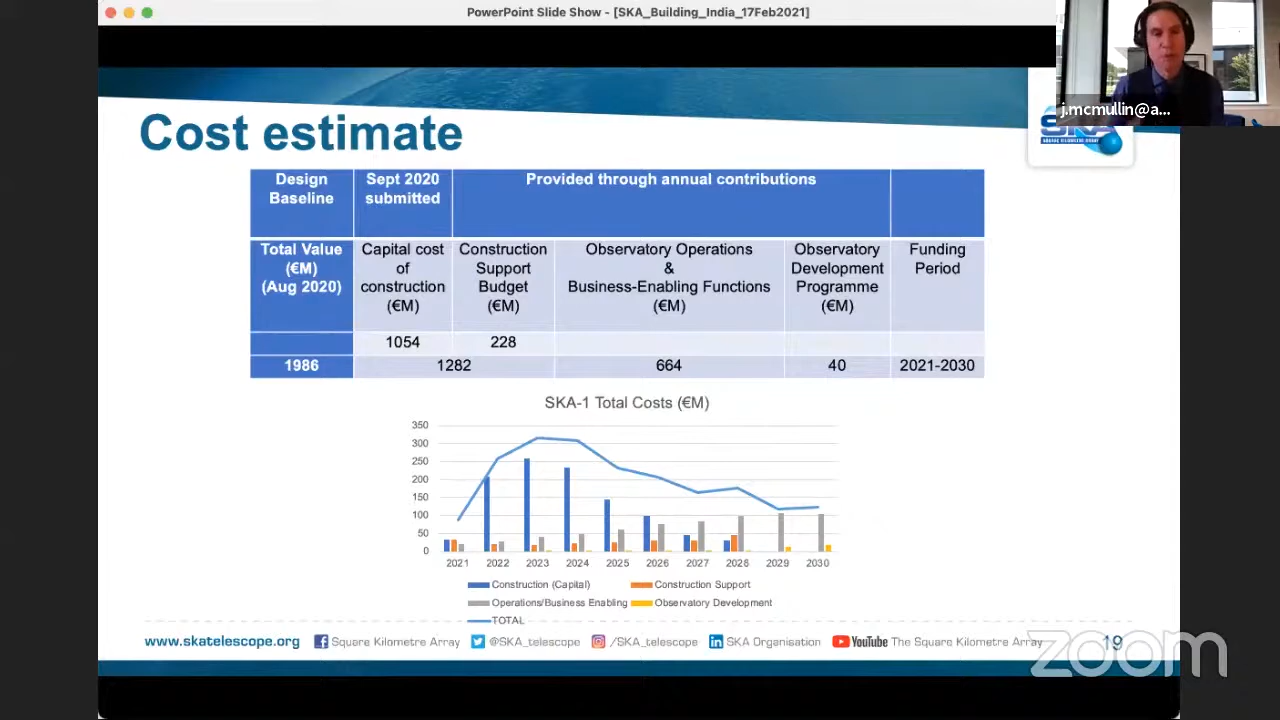 PowerPoint Slide Show - [SKA_Building_India_17Feb2021]
j.mcmullin@a...
SKA
Cost estimate
Design Baseline
Sept 2020 submitted
Provided through annual contributions
Total Value (€M) (Aug 2020)
Capital cost of construction (€M)
Construction Support Budget (€M)
Observatory Operations & Business-Enabling Functions (€M)
Observatory Development Programme (€M)
Funding Period
1054 228
1986 1282 664 40 2021-2030
SKA-1 Total Costs (€M)
350
300
250
200
150
100
50
0
2021 2022 2023 2024 2025 2026 2027 2028 2029 2030
Construction (Capital) Construction Support
Operations/Business Enabling Observatory Development
TOTAL
www.skatelescope.org Square Kilometre Array @SKA_telescope /SKA_telescope SKA Organisation YouTube The Square Kilometre Array 19
zoom